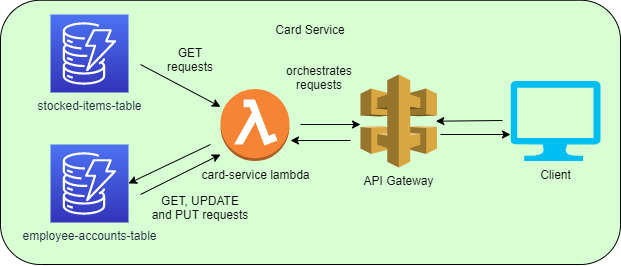 Card Service
GET
requests
orchestrates
requests
stocked-items-table
card-service lambda
API Gateway
Client
GET, UPDATE
and PUT requests
employee-accounts-table